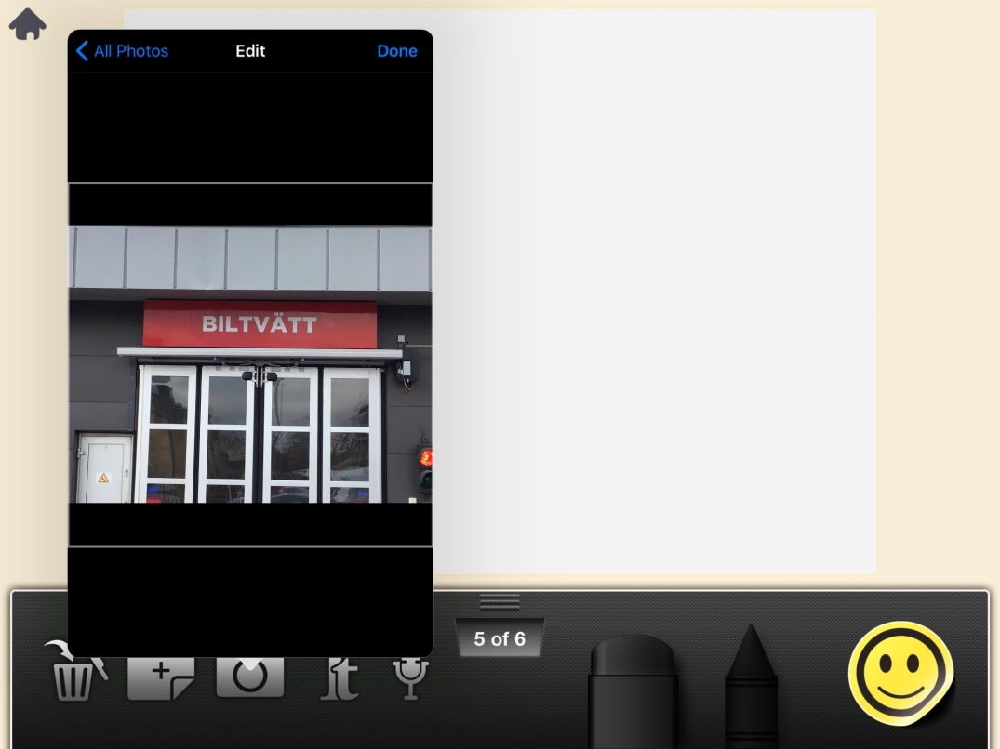 All Photos
Edit
Done
BILTVÄTT
5 of 6